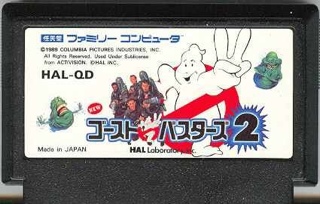 任天堂 ファミリー コンピュータ
©1989 COLUMBIA PICTURES INDUSTRIES, INC.
All Rights Reserved. Used Under Sublicense
from ACTIVISION. ©HAL INC.
HAL-QD
NEW
ゴーストバスターズ2
Made in JAPAN
HAL Laboratory, Inc.